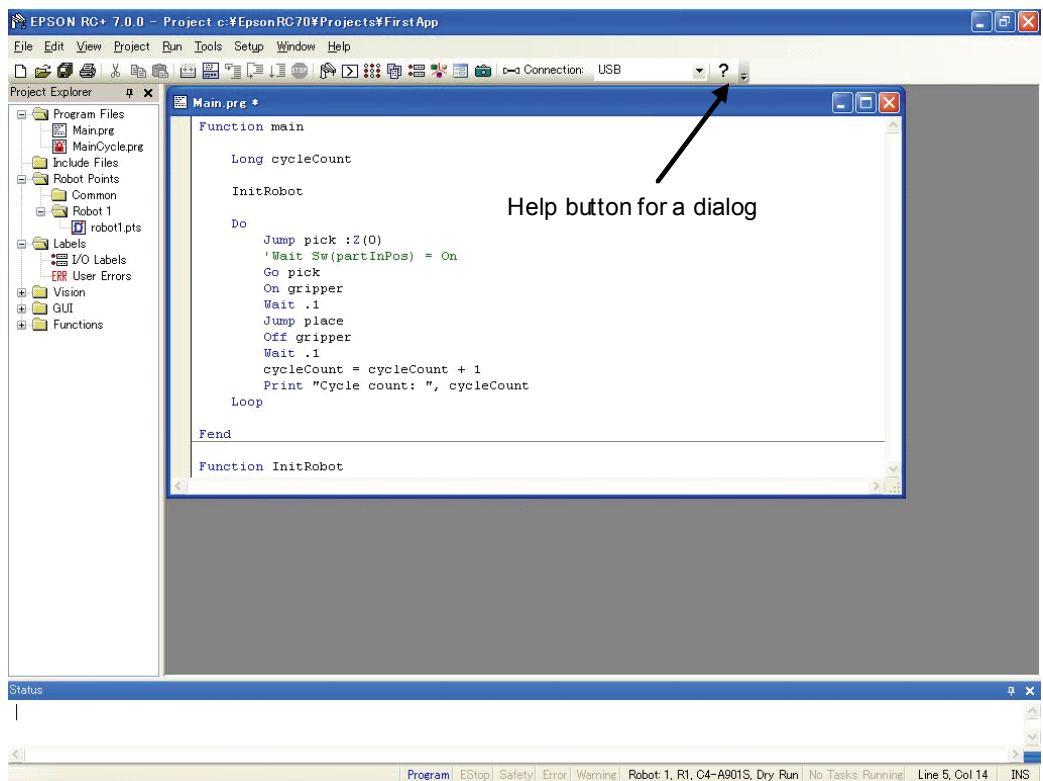 EPSON RC+ 7.0.0 - Project c:¥EpsonRC70¥Projects¥FirstApp
File Edit View Project Run Tools Setup Window Help
Connection: USB
?
Project Explorer
Program Files
Main.prg
MainCycle.prg
Include Files
Robot Points
Common
Robot 1
robot1.pts
Labels
I/O Labels
ERR User Errors
Vision
GUI
Functions
Main.prg *
Function main
Long cycleCount
InitRobot
Do
Jump pick :Z(0)
'Wait Sw(partInPos) = On
Go pick
On gripper
Wait .1
Jump place
Off gripper
Wait .1
cycleCount = cycleCount + 1
Print "Cycle count: ", cycleCount
Loop
Fend
Function InitRobot
Help button for a dialog
Status
Program EStop Safety Error Warning Robot: 1, R1, C4-A901S, Dry Run No Tasks Running Line 5, Col 14 INS